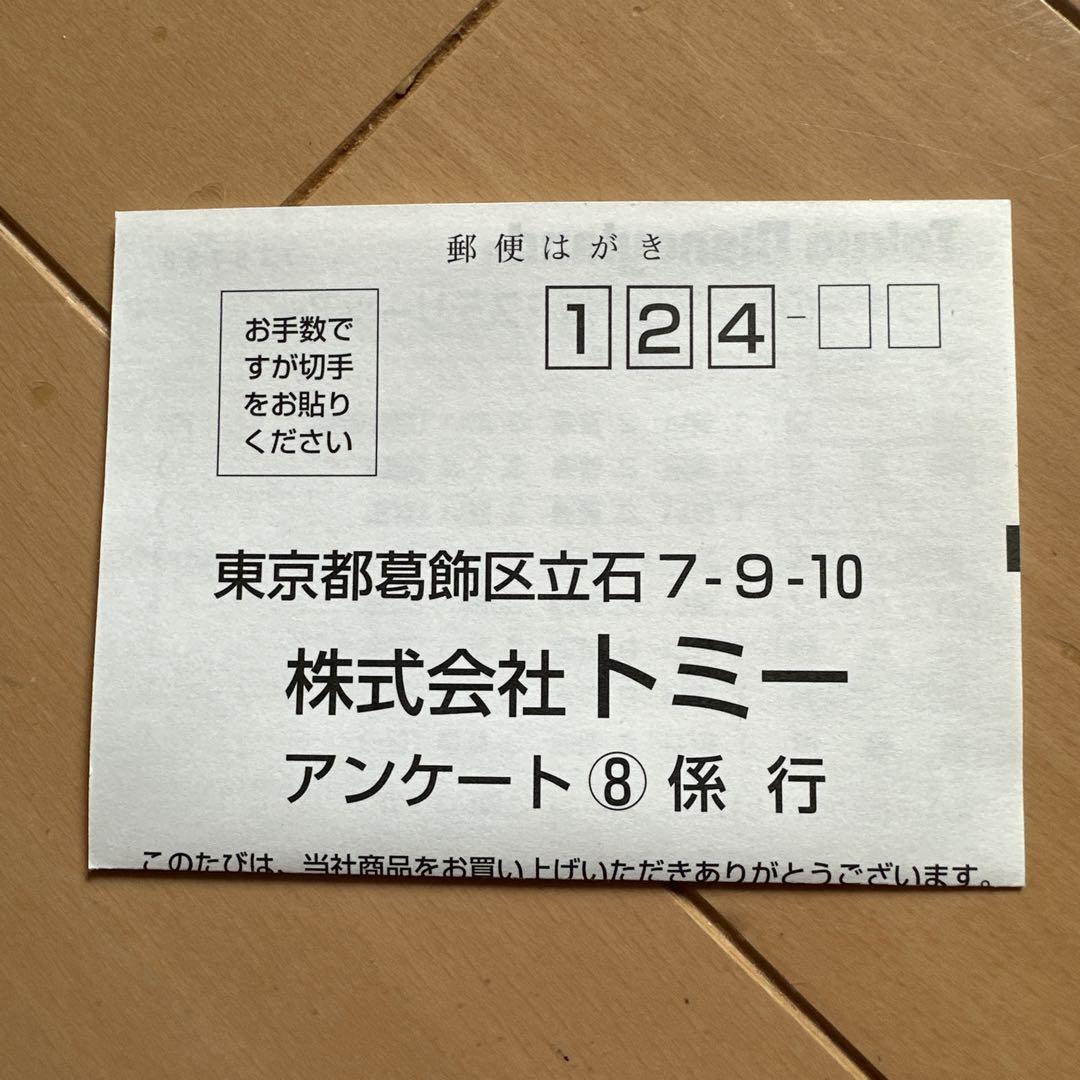 郵便はがき
お手数で
すが切手
をお貼り
ください
124-
東京都葛飾区立石7-9-10
株式会社トミー
アンケート⑧係 行
このたびは、当社商品をお買い上げいただきありがとうございます。